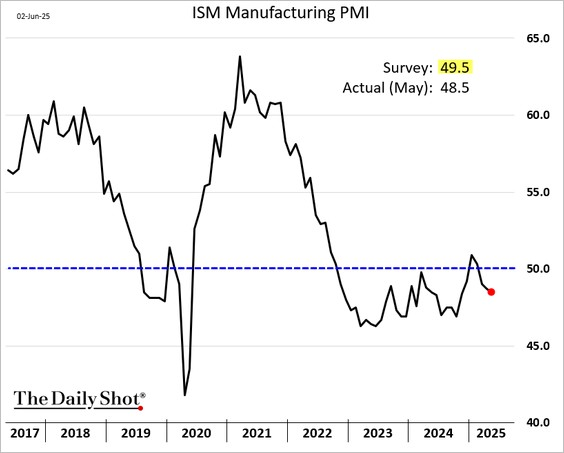 ISM Manufacturing PMI
02-Jun-25
65.0
Survey: 49.5
Actual (May): 48.5
60.0
55.0
50.0
45.0
The Daily Shot®
40.0
2017 2018 2019 2020 2021 2022 2023 2024 2025